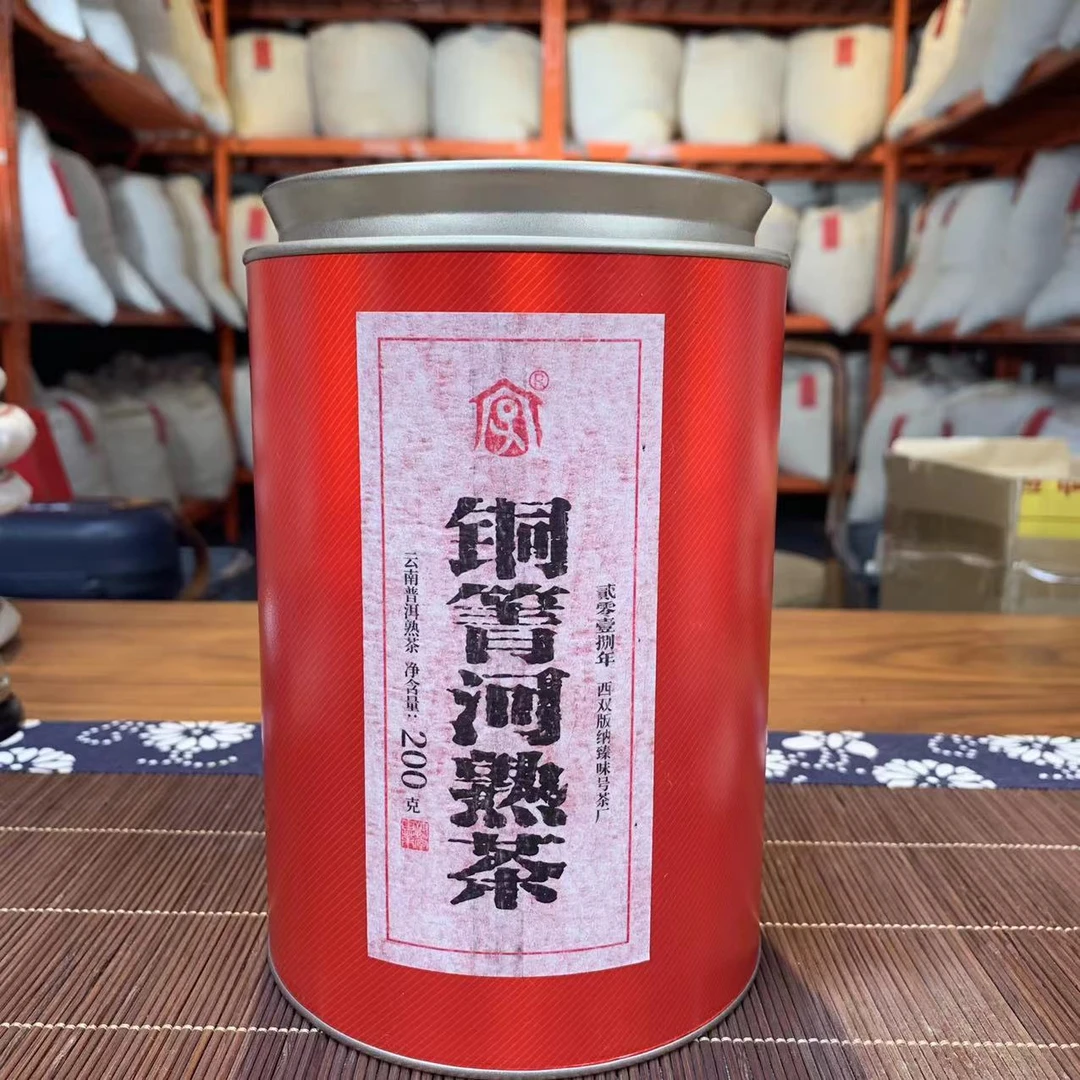 ®
貳零壹捌年 西双版纳臻味号茶厂
铜箐河熟茶
云南普洱熟茶 净含量：200克